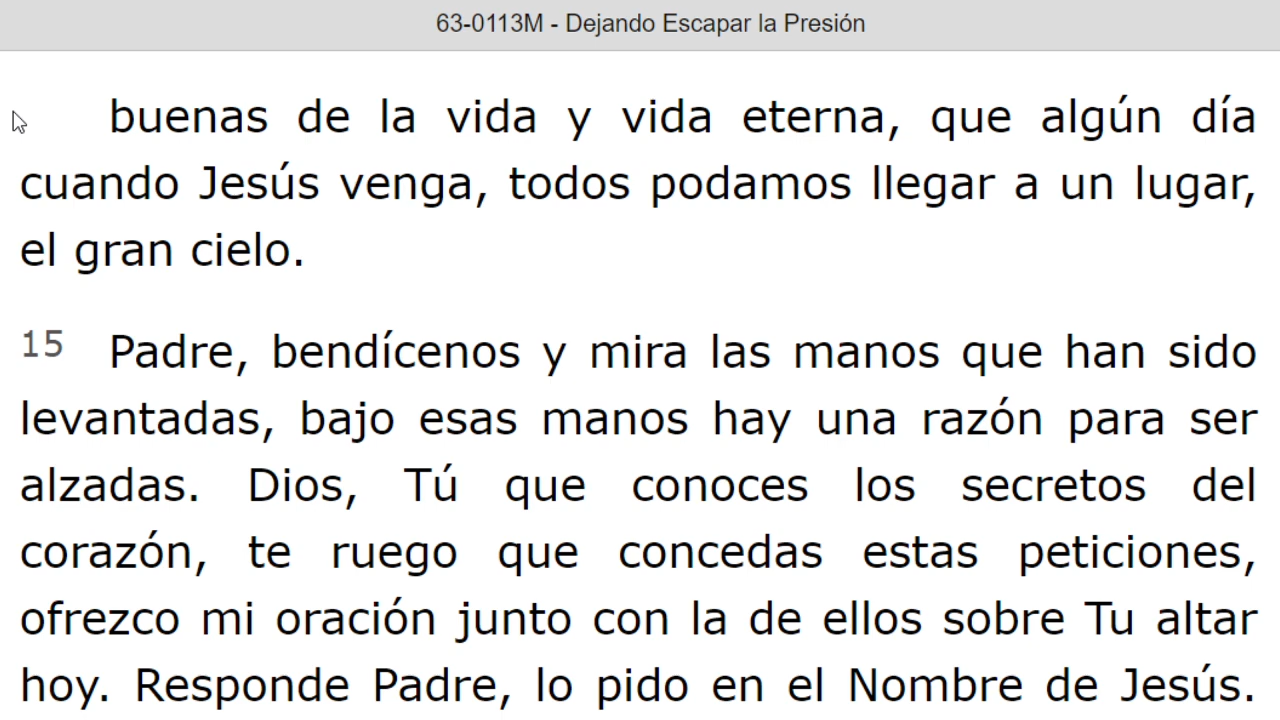 63-0113M - Dejando Escapar la Presión
buenas de la vida y vida eterna, que algún día
cuando Jesús venga, todos podamos llegar a un lugar,
el gran cielo.
15 Padre, bendícenos y mira las manos que han sido
levantadas, bajo esas manos hay una razón para ser
alzadas. Dios, Tú que conoces los secretos del
corazón, te ruego que concedas estas peticiones,
ofrezco mi oración junto con la de ellos sobre Tu altar
hoy. Responde Padre, lo pido en el Nombre de Jesús.